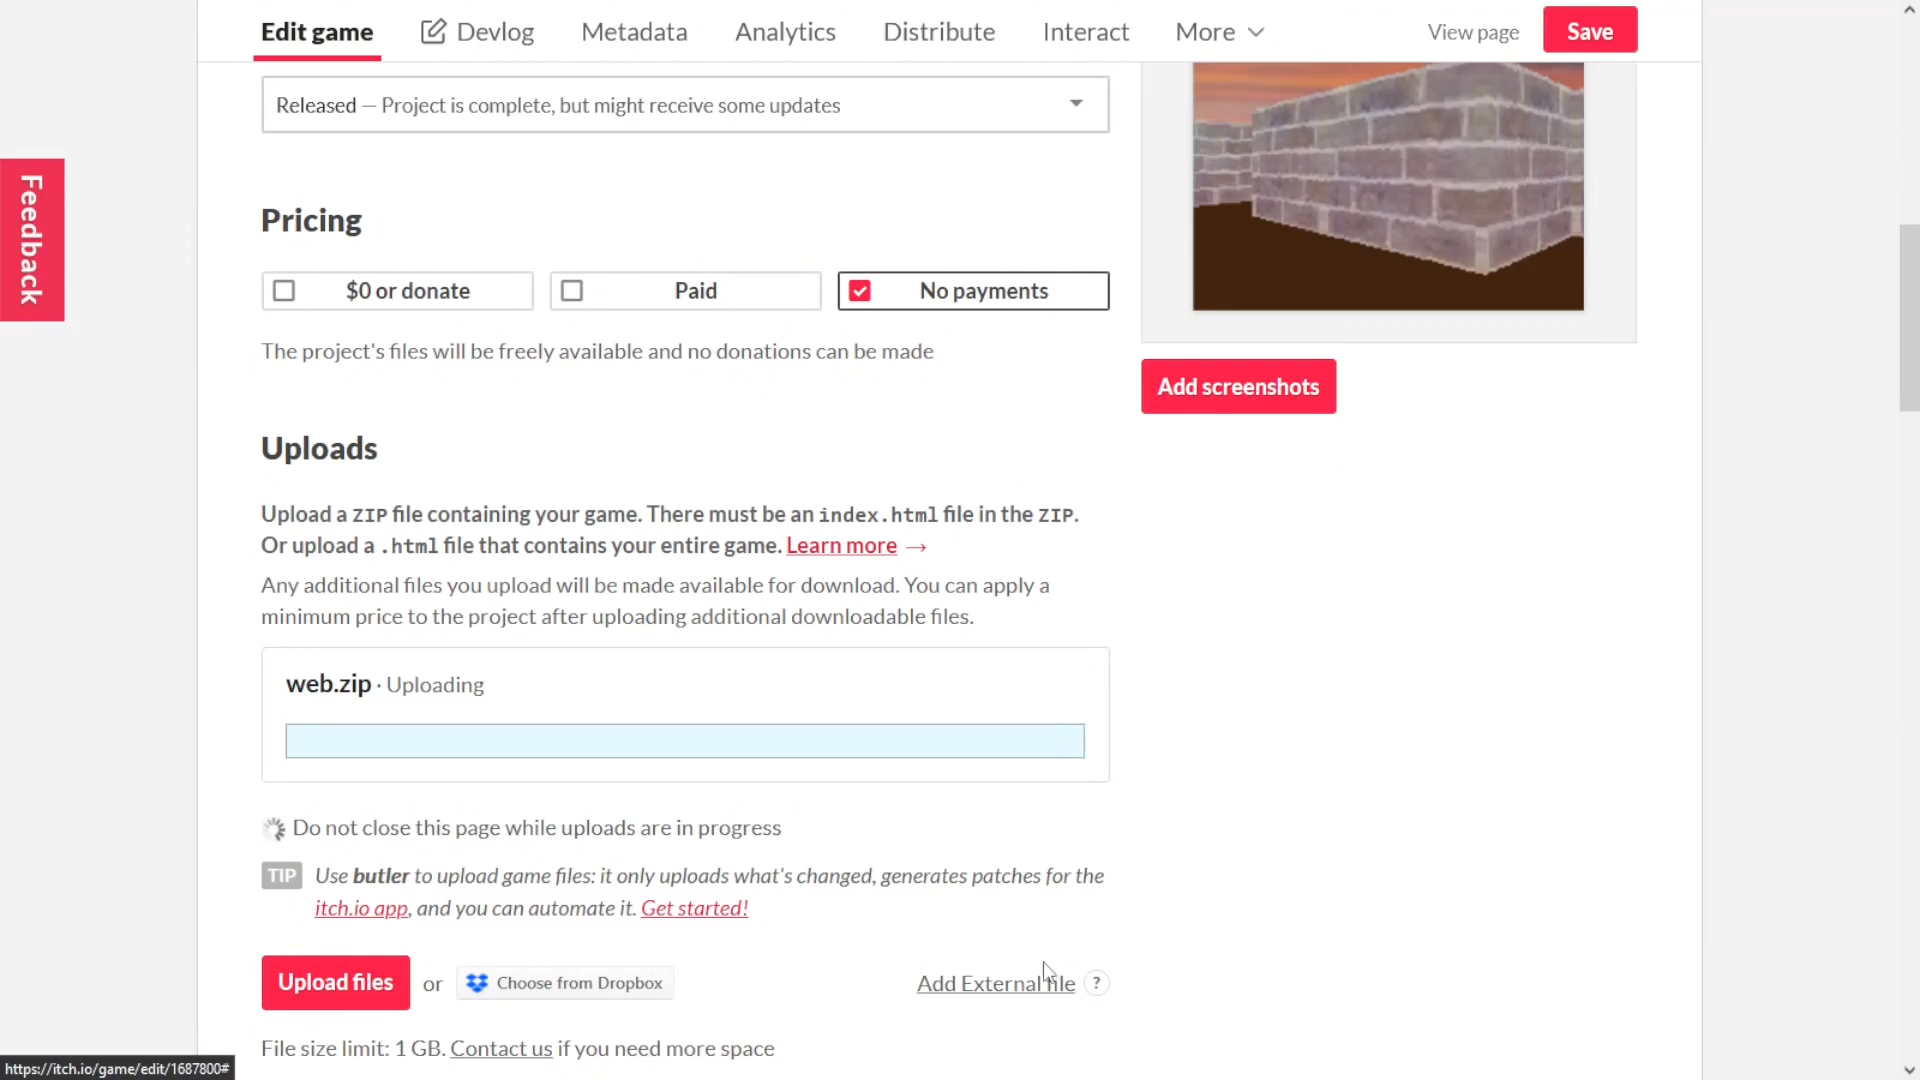 Edit game
Devlog
Metadata
Analytics
Distribute
Interact
More
View page
Save
Released — Project is complete, but might receive some updates
Feedback
Pricing
$0 or donate
Paid
No payments
The project's files will be freely available and no donations can be made
Add screenshots
Uploads
Upload a ZIP file containing your game. There must be an index.html file in the ZIP.
Or upload a .html file that contains your entire game. Learn more →
Any additional files you upload will be made available for download. You can apply a
minimum price to the project after uploading additional downloadable files.
web.zip · Uploading
Do not close this page while uploads are in progress
TIP Use butler to upload game files: it only uploads what's changed, generates patches for the
itch.io app, and you can automate it. Get started!
Upload files or Choose from Dropbox
Add External file ?
File size limit: 1 GB. Contact us if you need more space
https://itch.io/game/edit/1687800#